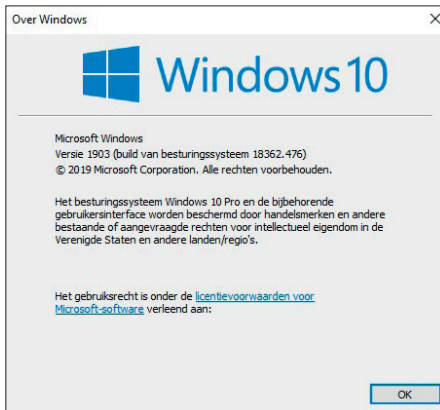 Over Windows
Windows 10
Microsoft Windows
Versie 1903 (build van besturingssysteem 18362.476)
© 2019 Microsoft Corporation. Alle rechten voorbehouden.
Het besturingssysteem Windows 10 Pro en de bijbehorende
gebruikersinterface worden beschermd door handelsmerken en andere
bestaande of aangevraagde rechten voor intellectueel eigendom in de
Verenigde Staten en andere landen/regio's.
Het gebruiksrecht is onder de licentievoorwaarden voor
Microsoft-software verleend aan:
OK